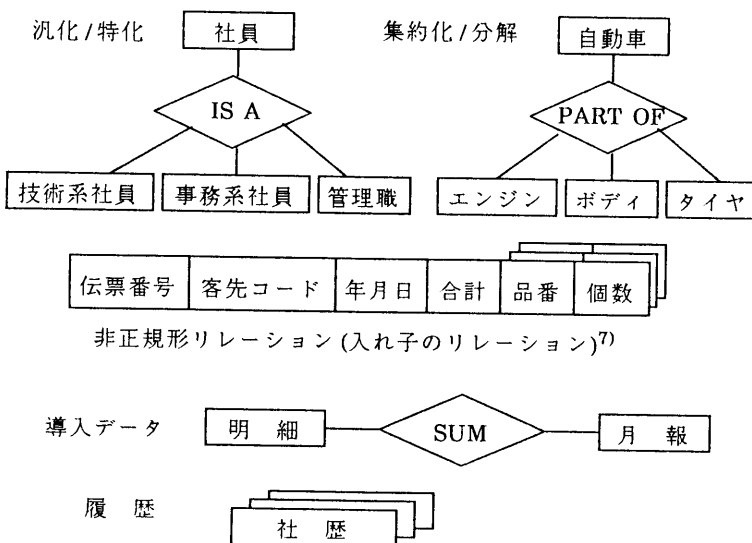 汎化/特化
社員
IS A
技術系社員 事務系社員 管理職
集約化/分解
自動車
PART OF
エンジン ボディ タイヤ
伝票番号 客先コード 年月日 合計 品番 個数
非正規形リレーション(入れ子のリレーション)7)
導入データ 明細 SUM 月報
履歴
社歴